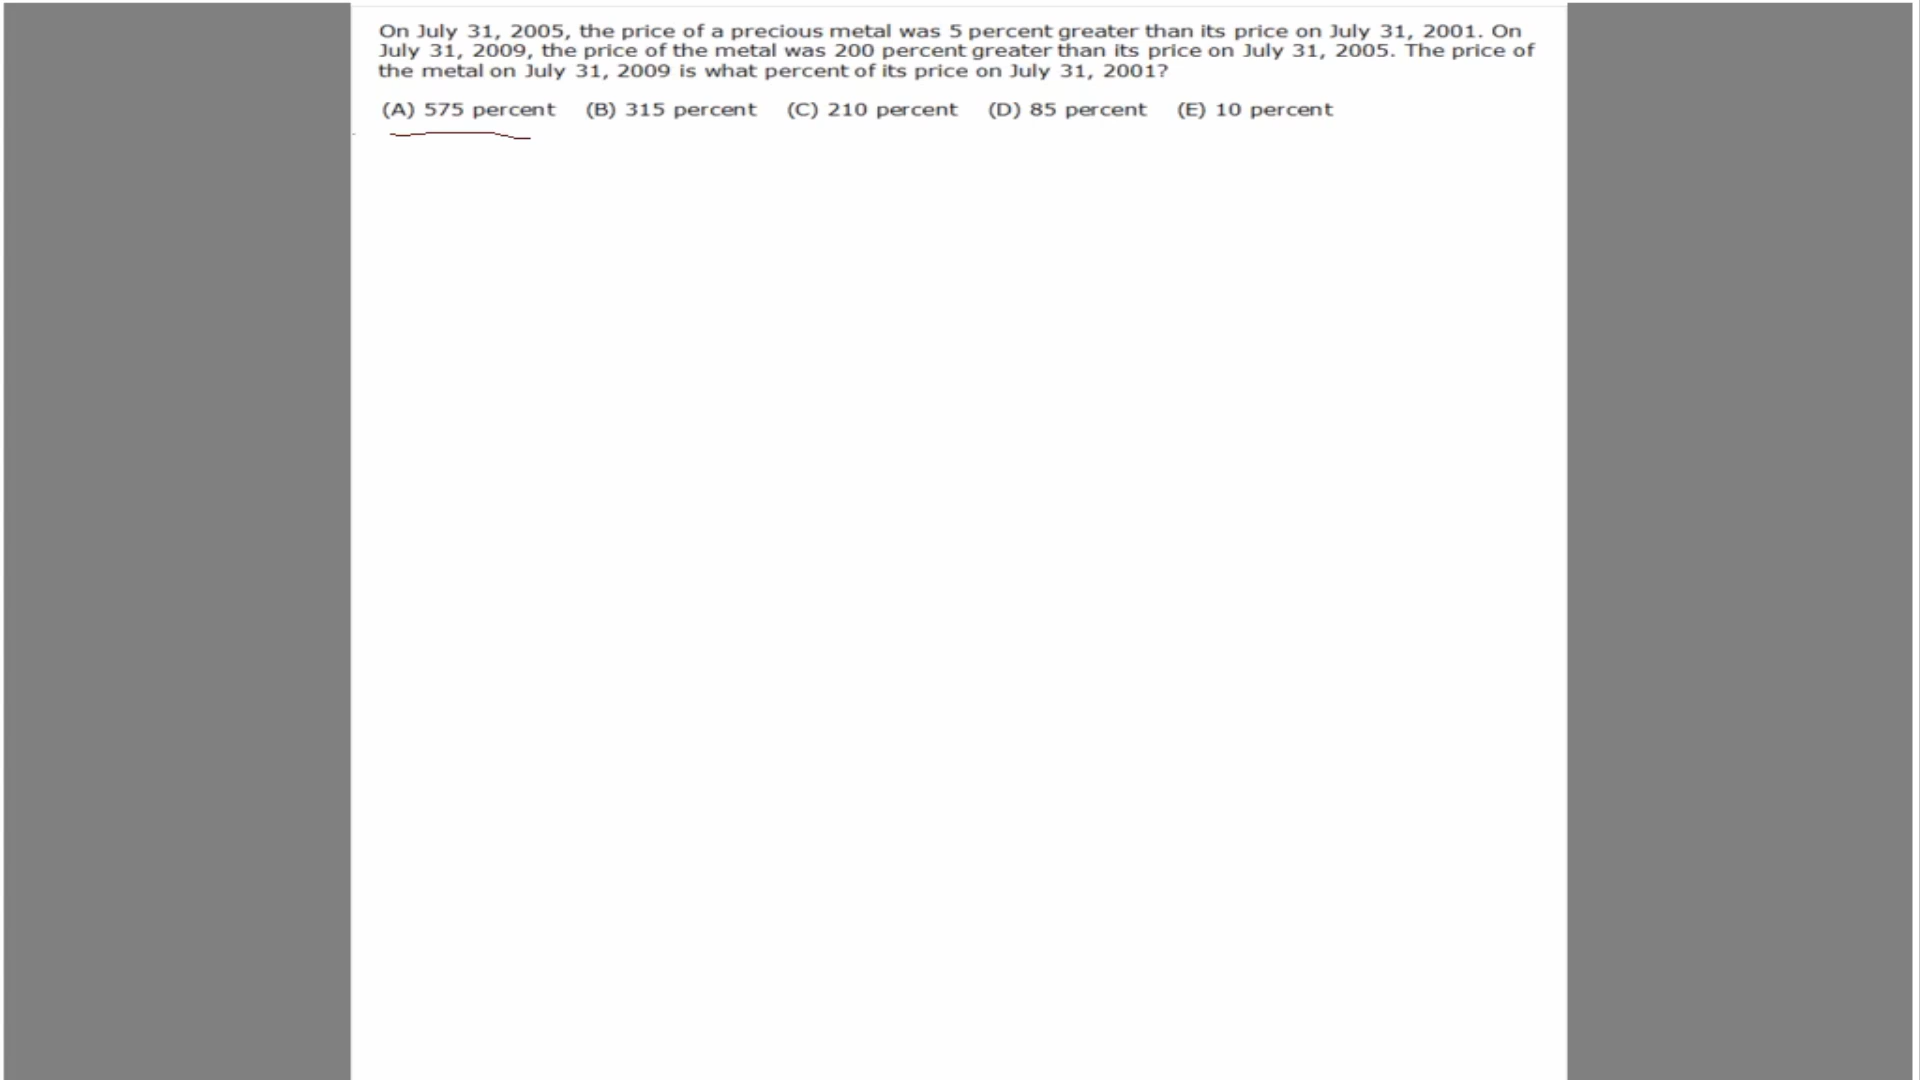 On July 31, 2005, the price of a precious metal was 5 percent greater than its price on July 31, 2001. On
July 31, 2009, the price of the metal was 200 percent greater than its price on July 31, 2005. The price of
the metal on July 31, 2009 is what percent of its price on July 31, 2001?
(A) 575 percent (B) 315 percent (C) 210 percent (D) 85 percent (E) 10 percent